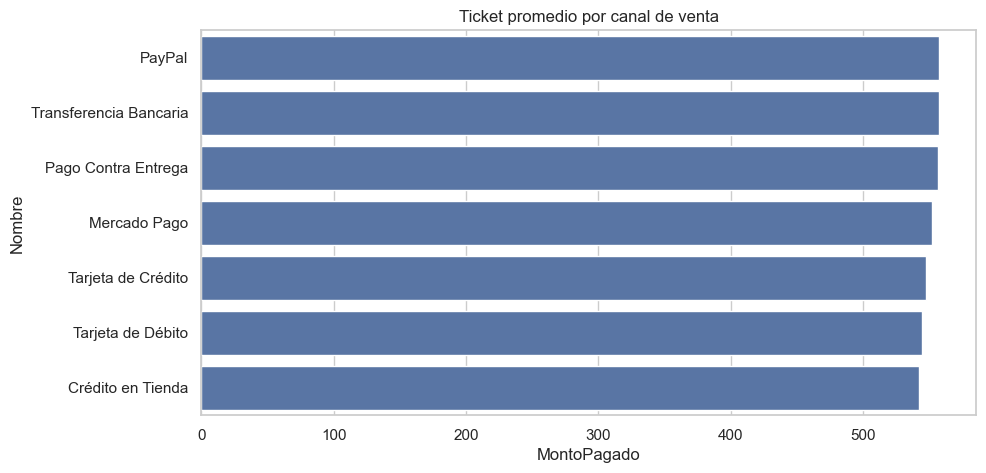 Ticket promedio por canal de venta
Nombre
PayPal
Transferencia Bancaria
Pago Contra Entrega
Mercado Pago
Tarjeta de Crédito
Tarjeta de Débito
Crédito en Tienda
0 100 200 300 400 500
MontoPagado